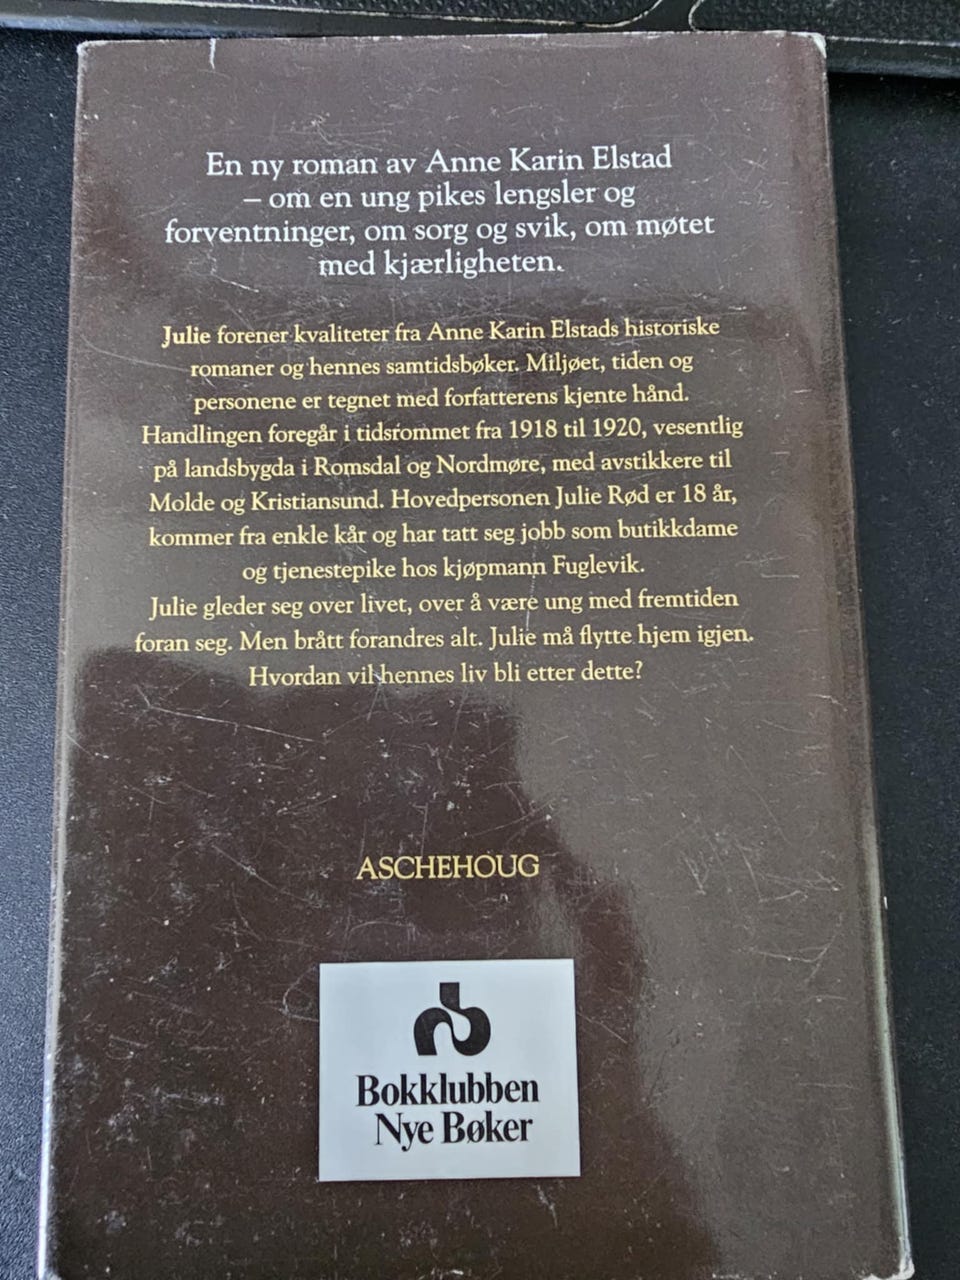 En ny roman av Anne Karin Elstad
– om en ung pikes lengsler og
forventninger, om sorg og svik, om møtet
med kjærligheten.
Julie forener kvaliteter fra Anne Karin Elstads historiske
romaner og hennes samtidsbøker. Miljøet, tiden og
personene er tegnet med forfatterens kjente hånd.
Handlingen foregår i tidsrommet fra 1918 til 1920, vesentlig
på landsbygda i Romsdal og Nordmøre, med avstikkere til
Molde og Kristiansund. Hovedpersonen Julie Rød er 18 år,
kommer fra enkle kår og har tatt seg jobb som butikkdame
og tjenestepike hos kjøpmann Fuglevik.
Julie gleder seg over livet, over å være ung med fremtiden
foran seg. Men brått forandres alt. Julie må flytte hjem igjen.
Hvordan vil hennes liv bli etter dette?
ASCHEHOUG
Bokklubben
Nye Bøker